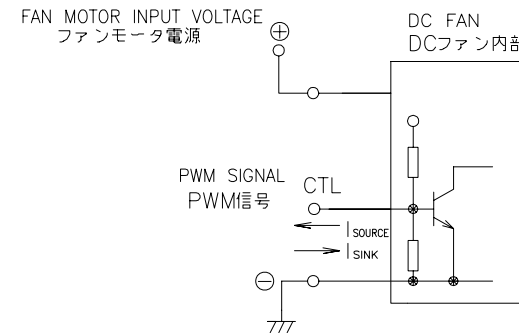 FAN MOTOR INPUT VOLTAGE
ファンモータ電源
DC FAN
DCファン内部
PWM SIGNAL
PWM信号
CTL
I SOURCE
I SINK